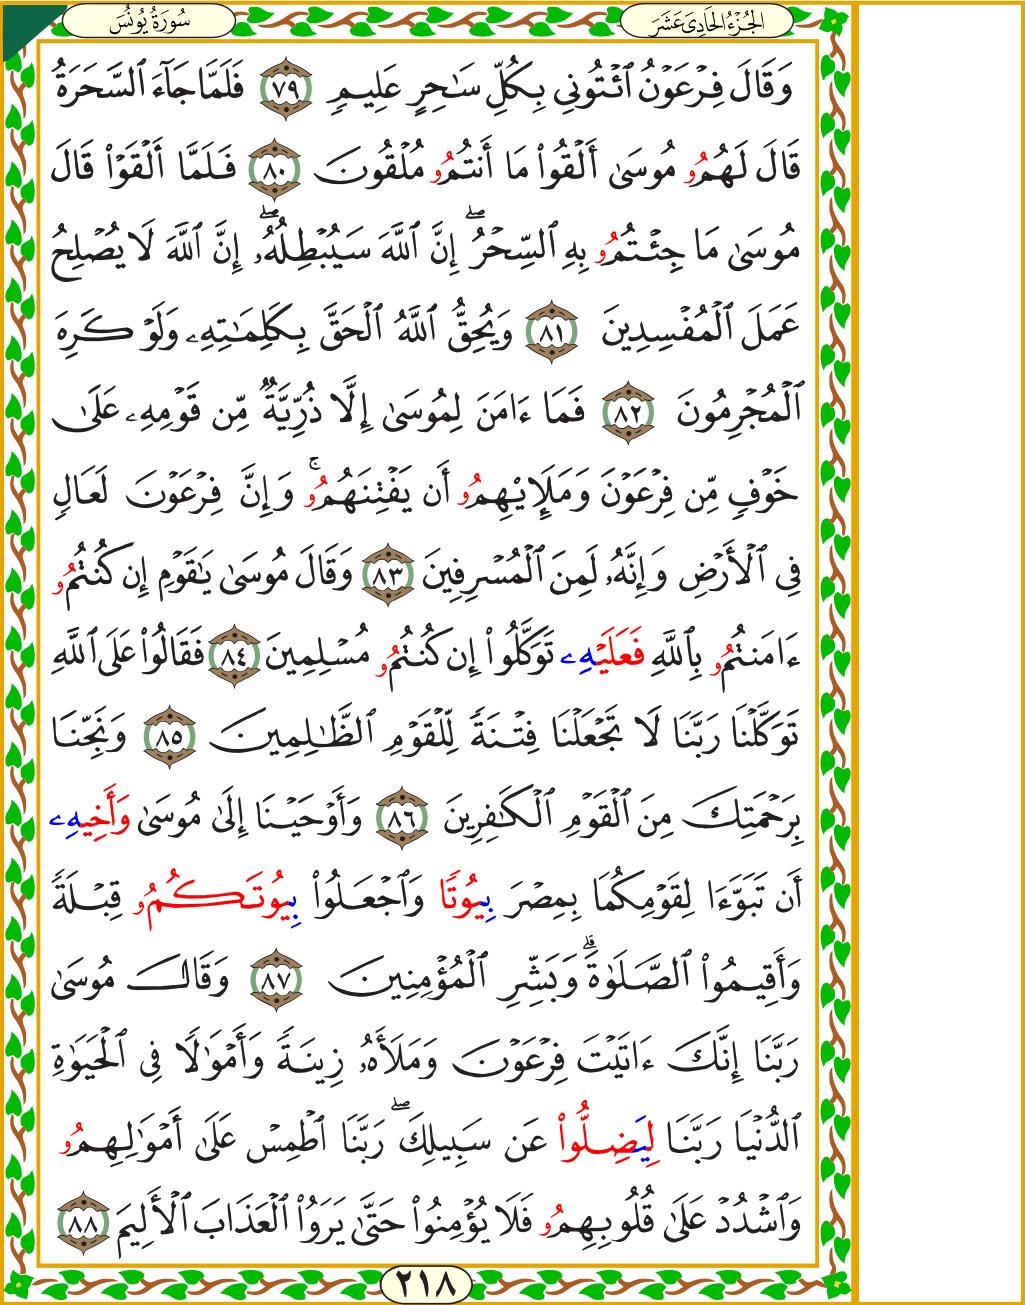 الجُزْءُ الحَادِي عَشَرَ
سُورَةُ يُونُسَ
وَقَالَ فِرْعَوْنُ ٱئْتُونِي بِكُلِّ سَٰحِرٍ عَلِيمٖ ٧٩ فَلَمَّا جَآءَ ٱلسَّحَرَةُ
قَالَ لَهُمُۥ مُوسَىٰٓ أَلْقُوا۟ مَآ أَنتُمُۥ مُلْقُونَ ٨٠ فَلَمَّآ أَلْقَوْا۟ قَالَ
مُوسَىٰ مَا جِئْتُمُۥ بِهِ ٱلسِّحْرُۖ إِنَّ ٱللَّهَ سَيُبْطِلُهُۥٓۖ إِنَّ ٱللَّهَ لَا يُصْلِحُ
عَمَلَ ٱلْمُفْسِدِينَ ٨١ وَيُحِقُّ ٱللَّهُ ٱلْحَقَّ بِكَلِمَٰتِهِۦ وَلَوْ كَرِهَ
ٱلْمُجْرِمُونَ ٨٢ فَمَآ ءَامَنَ لِمُوسَىٰٓ إِلَّا ذُرِّيَّةٌ مِّن قَوْمِهِۦ عَلَىٰ
خَوْفٍ مِّن فِرْعَوْنَ وَمَلَإِي۟هِمُۥٓ أَن يَفْتِنَهُمُۥۚ وَإِنَّ فِرْعَوْنَ لَعَالٍ
فِي ٱلْأَرْضِ وَإِنَّهُۥ لَمِنَ ٱلْمُسْرِفِينَ ٨٣ وَقَالَ مُوسَىٰ يَٰقَوْمِ إِن كُنتُمُۥٓ
ءَامَنتُمُۥ بِٱللَّهِ فَعَلَيْهِۦ تَوَكَّلُوٓا۟ إِن كُنتُمُۥ مُسْلِمِينَ ٨٤ فَقَالُوا۟ عَلَى ٱللَّهِ
تَوَكَّلْنَا رَبَّنَا لَا تَجْعَلْنَا فِتْنَةً لِّلْقَوْمِ ٱلظَّٰلِمِينَ ٨٥ وَنَجِّنَا
بِرَحْمَتِكَ مِنَ ٱلْقَوْمِ ٱلْكَٰفِرِينَ ٨٦ وَأَوْحَيْنَآ إِلَىٰ مُوسَىٰ وَأَخِيهِۦ
أَن تَبَوَّءَا لِقَوْمِكُمَا بِمِصْرَ بِيُوتًا وَٱجْعَلُوا۟ بِيُوتَكُمُۥ قِبْلَةً
وَأَقِيمُوا۟ ٱلصَّلَوٰةَۗ وَبَشِّرِ ٱلْمُؤْمِنِينَ ٨٧ وَقَالَ مُوسَىٰ
رَبَّنَآ إِنَّكَ ءَاتَيْتَ فِرْعَوْنَ وَمَلَأَهُۥ زِينَةً وَأَمْوَٰلًا فِي ٱلْحَيَوٰةِ
ٱلدُّنْيَا رَبَّنَا لِيَضِلُّوا۟ عَن سَبِيلِكَۖ رَبَّنَا ٱطْمِسْ عَلَىٰٓ أَمْوَٰلِهِمُۥ
وَٱشْدُدْ عَلَىٰ قُلُوبِهِمُۥ فَلَا يُؤْمِنُوا۟ حَتَّىٰ يَرَوُا۟ ٱلْعَذَابَ ٱلْأَلِيمَ ٨٨
٢١٨